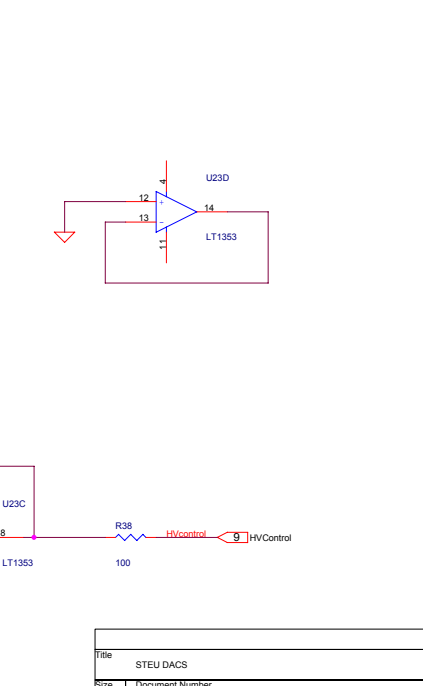 4
U23D
12
+
14
13
-
LT1353
11
U23C
8
R38
HVcontrol
9
HVControl
LT1353
100
Title
STEU DACS
Size
Document Number